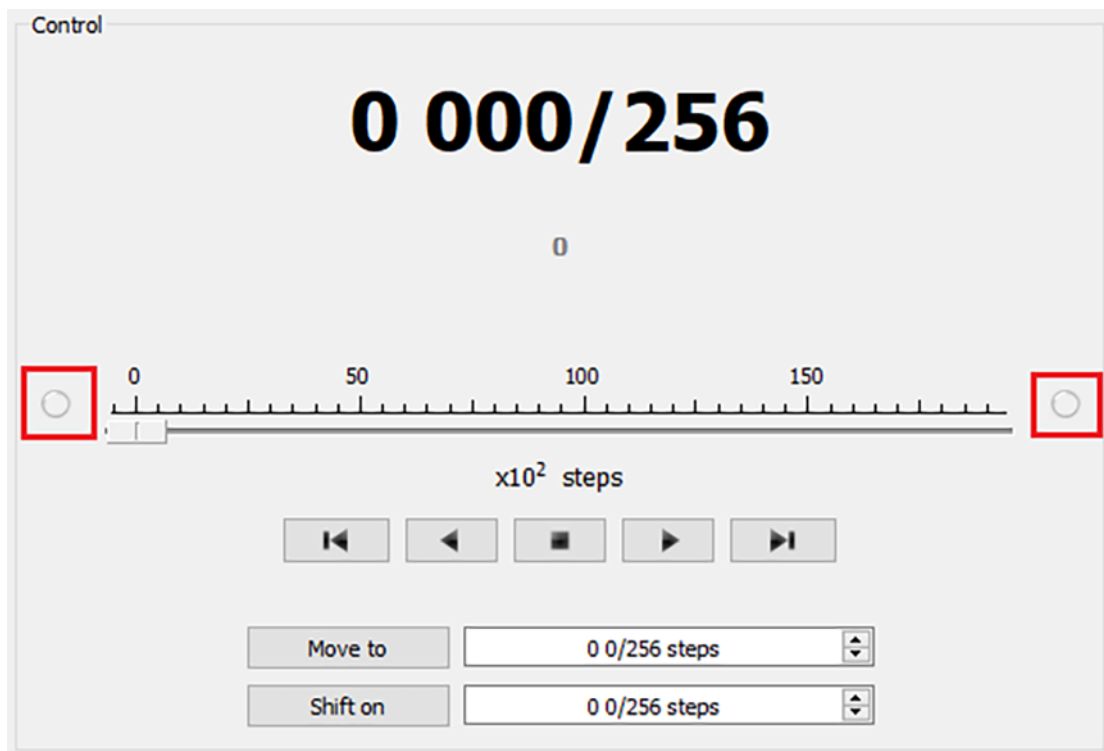 Control
0 000/256
0
0 50 100 150
x10² steps
Move to 0 0/256 steps
Shift on 0 0/256 steps